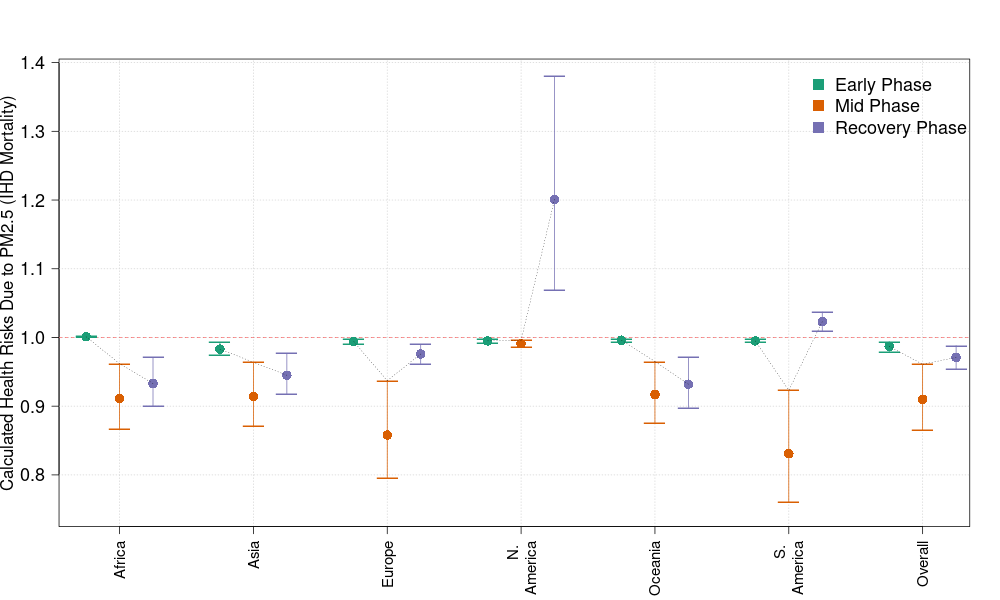 Calculated Health Risks Due to PM2.5 (IHD Mortality)
1.4
1.3
1.2
1.1
1.0
0.9
0.8
Early Phase
Mid Phase
Recovery Phase
Africa
Asia
Europe
N.
America
Oceania
S.
America
Overall